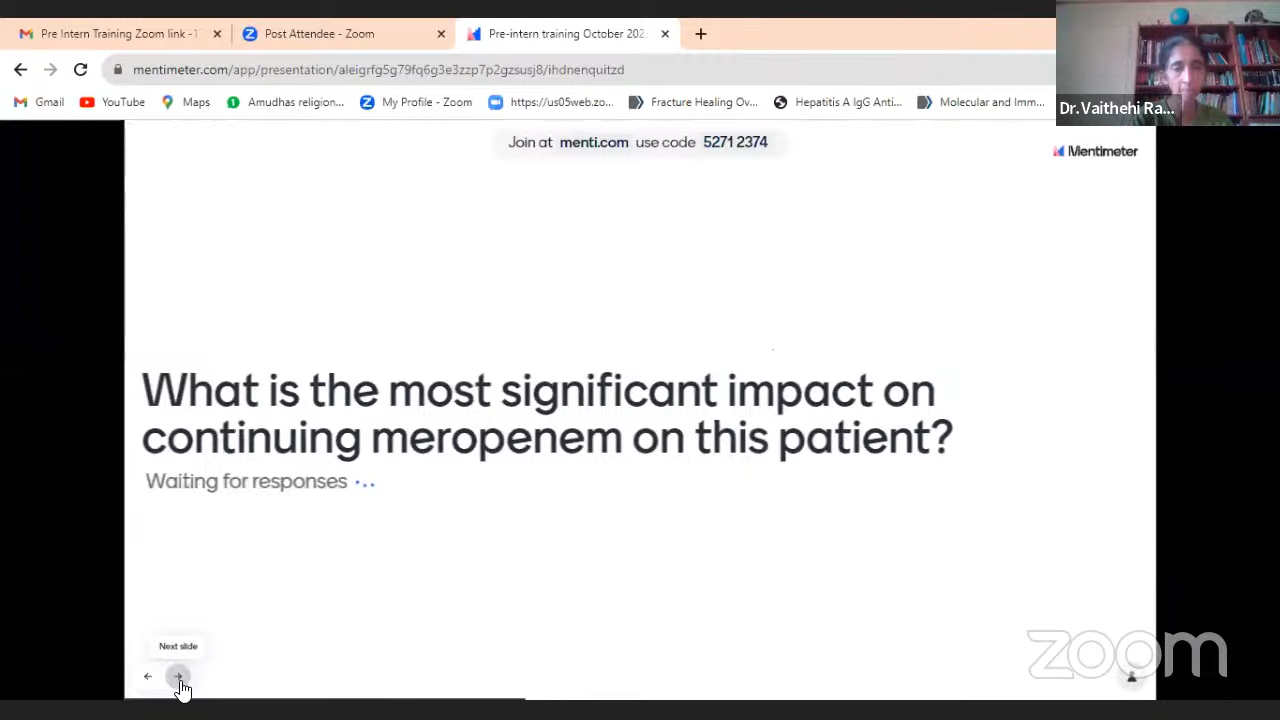 Pre Intern Training Zoom link - 1
Post Attendee - Zoom
Pre-intern training October 202
mentimeter.com/app/presentation/aleigrfg5g79fq6g3e3zzp7p2gzsusj8/ihdnenquitzd
Gmail
YouTube
Maps
Amudhas religion...
My Profile - Zoom
https://us05web.zo...
Fracture Healing Ov...
Hepatitis A IgG Anti...
Molecular and Imm...
Dr.Vaithehi Ra...
Join at menti.com use code 5271 2374
Mentimeter
What is the most significant impact on
continuing meropenem on this patient?
Waiting for responses
Next slide
zoom